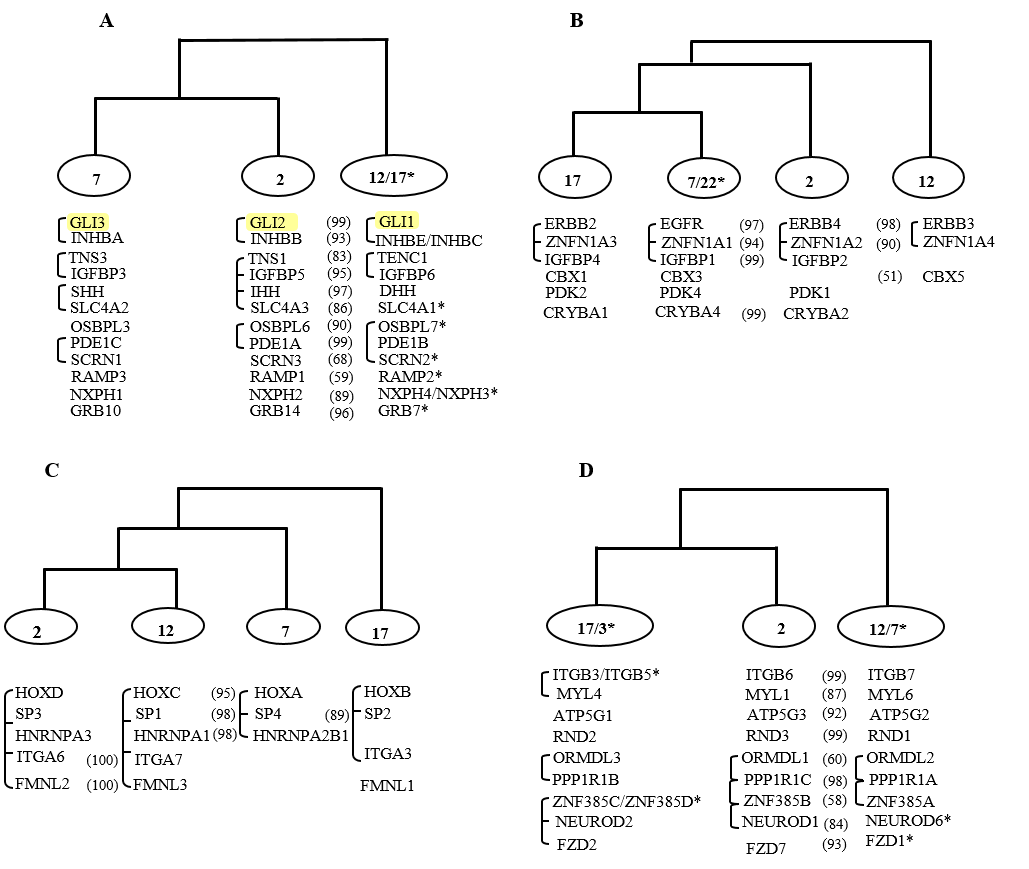 A
7 2 12/17*
GLI3 GLI2 (99) GLI1
INHBA INHBB (93) INHBE/INHBC
TNS3 TNS1 (83) TENC1
IGFBP3 IGFBP5 (95) IGFBP6
SHH IHH (97) DHH
SLC4A2 SLC4A3 (86) SLC4A1*
OSBPL3 OSBPL6 (90) OSBPL7*
PDE1C PDE1A (99) PDE1B
SCRN1 SCRN3 (68) SCRN2*
RAMP3 RAMP1 (59) RAMP2*
NXPH1 NXPH2 (89) NXPH4/NXPH3*
GRB10 GRB14 (96) GRB7*
B
17 7/22* 2 12
ERBB2 EGFR (97) ERBB4 (98) ERBB3
ZNFN1A3 ZNFN1A1 (94) ZNFN1A2 (90) ZNFN1A4
IGFBP4 IGFBP1 (99) IGFBP2
CBX1 CBX3 (51) CBX5
PDK2 PDK4 PDK1
CRYBA1 CRYBA4 (99) CRYBA2
C
2 12 7 17
HOXD HOXC (95) HOXA HOXB
SP3 SP1 (98) SP4 (89) SP2
HNRNPA3 HNRNPA1 (98) HNRNPA2B1
ITGA6 (100) ITGA7 ITGA3
FMNL2 (100) FMNL3 FMNL1
D
17/3* 2 12/7*
ITGB3/ITGB5* ITGB6 (99) ITGB7
MYL4 MYL1 (87) MYL6
ATP5G1 ATP5G3 (92) ATP5G2
RND2 RND3 (99) RND1
ORMDL3 ORMDL1 (60) ORMDL2
PPP1R1B PPP1R1C (98) PPP1R1A
ZNF385C/ZNF385D* ZNF385B (58) ZNF385A
NEUROD2 NEUROD1 (84) NEUROD6*
FZD2 FZD7 (93) FZD1*